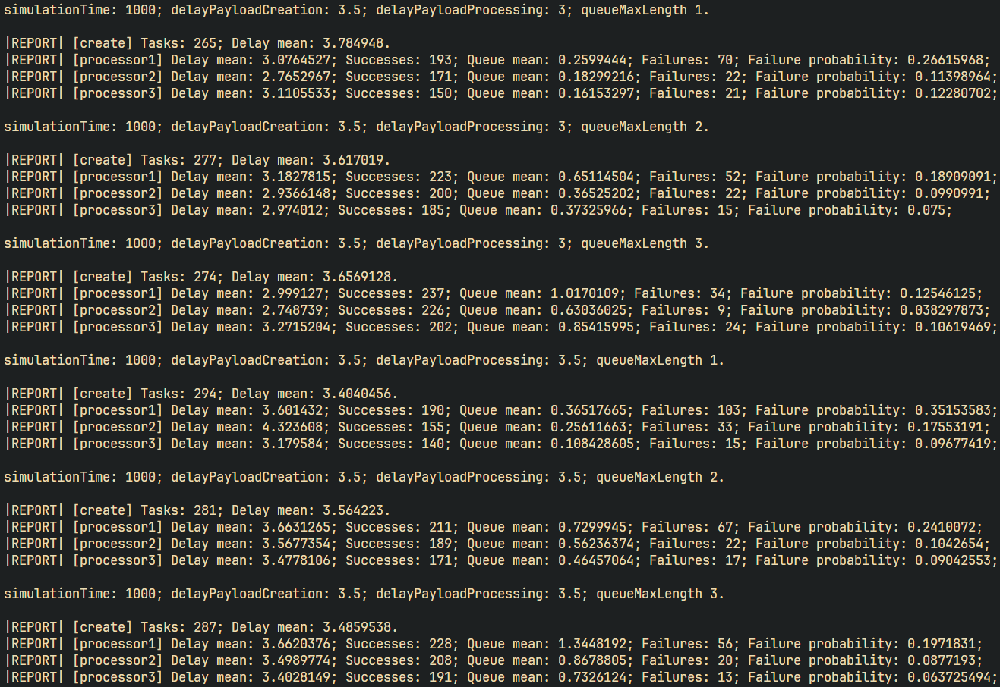 simulationTime: 1000; delayPayloadCreation: 3.5; delayPayloadProcessing: 3; queueMaxLength 1.
|REPORT| [create] Tasks: 265; Delay mean: 3.784948.
|REPORT| [processor1] Delay mean: 3.0764527; Successes: 193; Queue mean: 0.2599444; Failures: 70; Failure probability: 0.26615968;
|REPORT| [processor2] Delay mean: 2.7652967; Successes: 171; Queue mean: 0.18299216; Failures: 22; Failure probability: 0.11398964;
|REPORT| [processor3] Delay mean: 3.1105533; Successes: 150; Queue mean: 0.16153297; Failures: 21; Failure probability: 0.12280702;
simulationTime: 1000; delayPayloadCreation: 3.5; delayPayloadProcessing: 3; queueMaxLength 2.
|REPORT| [create] Tasks: 277; Delay mean: 3.617019.
|REPORT| [processor1] Delay mean: 3.1827815; Successes: 223; Queue mean: 0.65114504; Failures: 52; Failure probability: 0.18909091;
|REPORT| [processor2] Delay mean: 2.9366148; Successes: 200; Queue mean: 0.36525202; Failures: 22; Failure probability: 0.0990991;
|REPORT| [processor3] Delay mean: 2.974012; Successes: 185; Queue mean: 0.37325966; Failures: 15; Failure probability: 0.075;
simulationTime: 1000; delayPayloadCreation: 3.5; delayPayloadProcessing: 3; queueMaxLength 3.
|REPORT| [create] Tasks: 274; Delay mean: 3.6569128.
|REPORT| [processor1] Delay mean: 2.999127; Successes: 237; Queue mean: 1.0170109; Failures: 34; Failure probability: 0.12546125;
|REPORT| [processor2] Delay mean: 2.748739; Successes: 226; Queue mean: 0.63036025; Failures: 9; Failure probability: 0.038297873;
|REPORT| [processor3] Delay mean: 3.2715204; Successes: 202; Queue mean: 0.85415995; Failures: 24; Failure probability: 0.10619469;
simulationTime: 1000; delayPayloadCreation: 3.5; delayPayloadProcessing: 3.5; queueMaxLength 1.
|REPORT| [create] Tasks: 294; Delay mean: 3.4040456.
|REPORT| [processor1] Delay mean: 3.601432; Successes: 190; Queue mean: 0.36517665; Failures: 103; Failure probability: 0.35153583;
|REPORT| [processor2] Delay mean: 4.323608; Successes: 155; Queue mean: 0.25611663; Failures: 33; Failure probability: 0.17553191;
|REPORT| [processor3] Delay mean: 3.179584; Successes: 140; Queue mean: 0.108428605; Failures: 15; Failure probability: 0.09677419;
simulationTime: 1000; delayPayloadCreation: 3.5; delayPayloadProcessing: 3.5; queueMaxLength 2.
|REPORT| [create] Tasks: 281; Delay mean: 3.564223.
|REPORT| [processor1] Delay mean: 3.6631265; Successes: 211; Queue mean: 0.7299945; Failures: 67; Failure probability: 0.2410072;
|REPORT| [processor2] Delay mean: 3.5677354; Successes: 189; Queue mean: 0.56236374; Failures: 22; Failure probability: 0.1042654;
|REPORT| [processor3] Delay mean: 3.4778106; Successes: 171; Queue mean: 0.46457064; Failures: 17; Failure probability: 0.09042553;
simulationTime: 1000; delayPayloadCreation: 3.5; delayPayloadProcessing: 3.5; queueMaxLength 3.
|REPORT| [create] Tasks: 287; Delay mean: 3.4859538.
|REPORT| [processor1] Delay mean: 3.6620376; Successes: 228; Queue mean: 1.3448192; Failures: 56; Failure probability: 0.1971831;
|REPORT| [processor2] Delay mean: 3.4989774; Successes: 208; Queue mean: 0.8678805; Failures: 20; Failure probability: 0.0877193;
|REPORT| [processor3] Delay mean: 3.4028149; Successes: 191; Queue mean: 0.7326124; Failures: 13; Failure probability: 0.063725494;